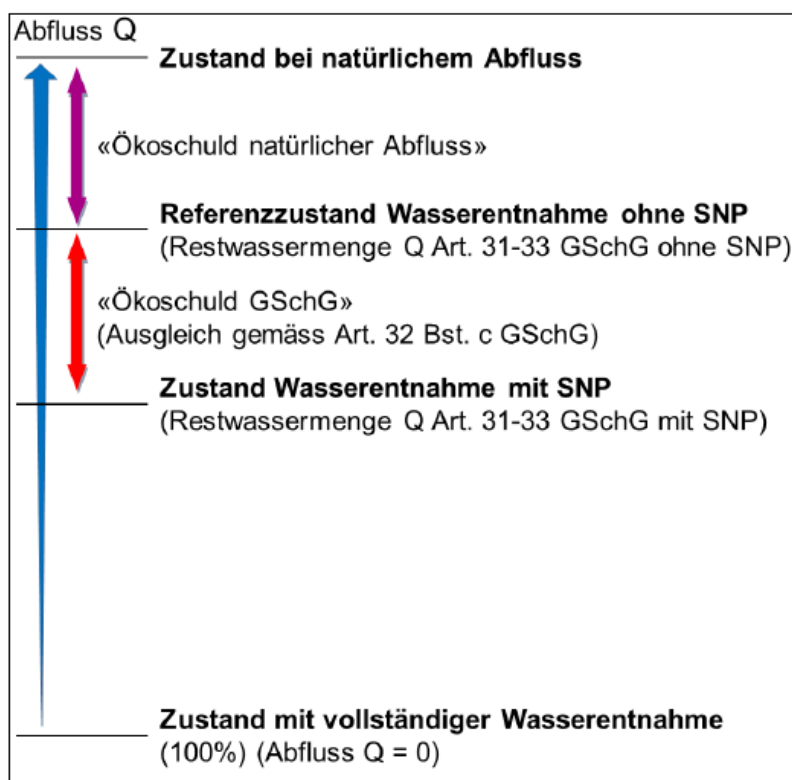 Abfluss Q
Zustand bei natürlichem Abfluss
«Ökoschuld natürlicher Abfluss»
Referenzzustand Wasserentnahme ohne SNP
(Restwassermenge Q Art. 31-33 GSchG ohne SNP)
«Ökoschuld GSchG»
(Ausgleich gemäss Art. 32 Bst. c GSchG)
Zustand Wasserentnahme mit SNP
(Restwassermenge Q Art. 31-33 GSchG mit SNP)
Zustand mit vollständiger Wasserentnahme
(100%) (Abfluss Q = 0)